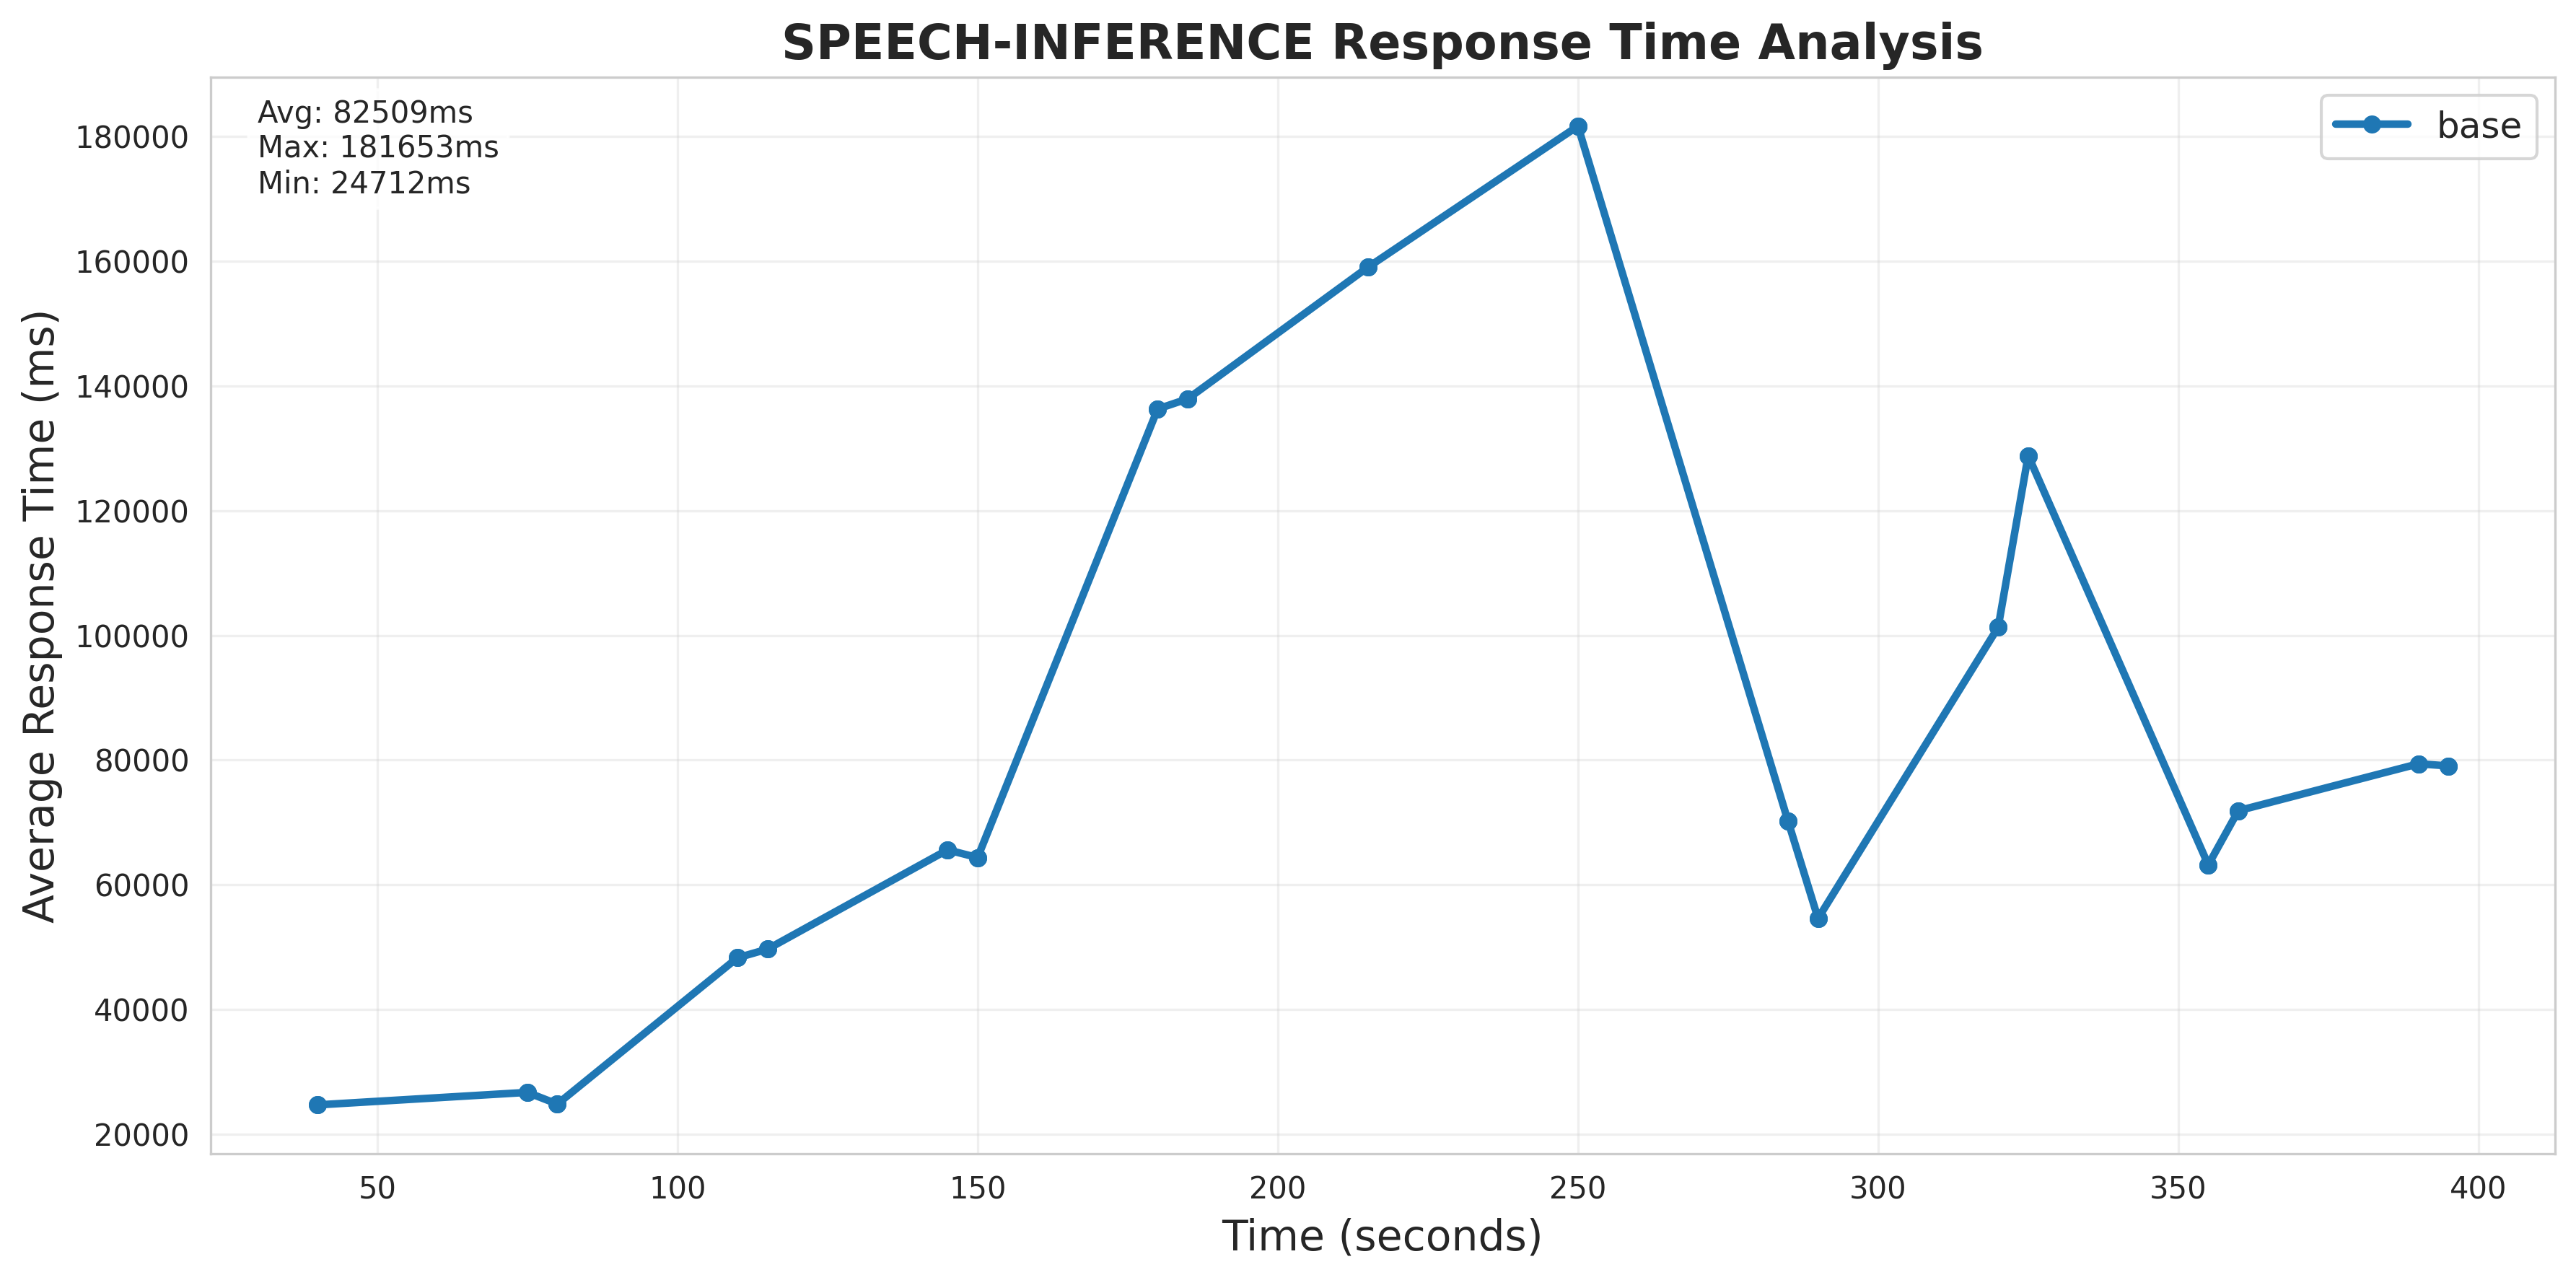 SPEECH-INFERENCE Response Time Analysis
Avg: 82509ms
Max: 181653ms
Min: 24712ms
base
Average Response Time (ms)
180000
160000
140000
120000
100000
80000
60000
40000
20000
50 100 150 200 250 300 350 400
Time (seconds)